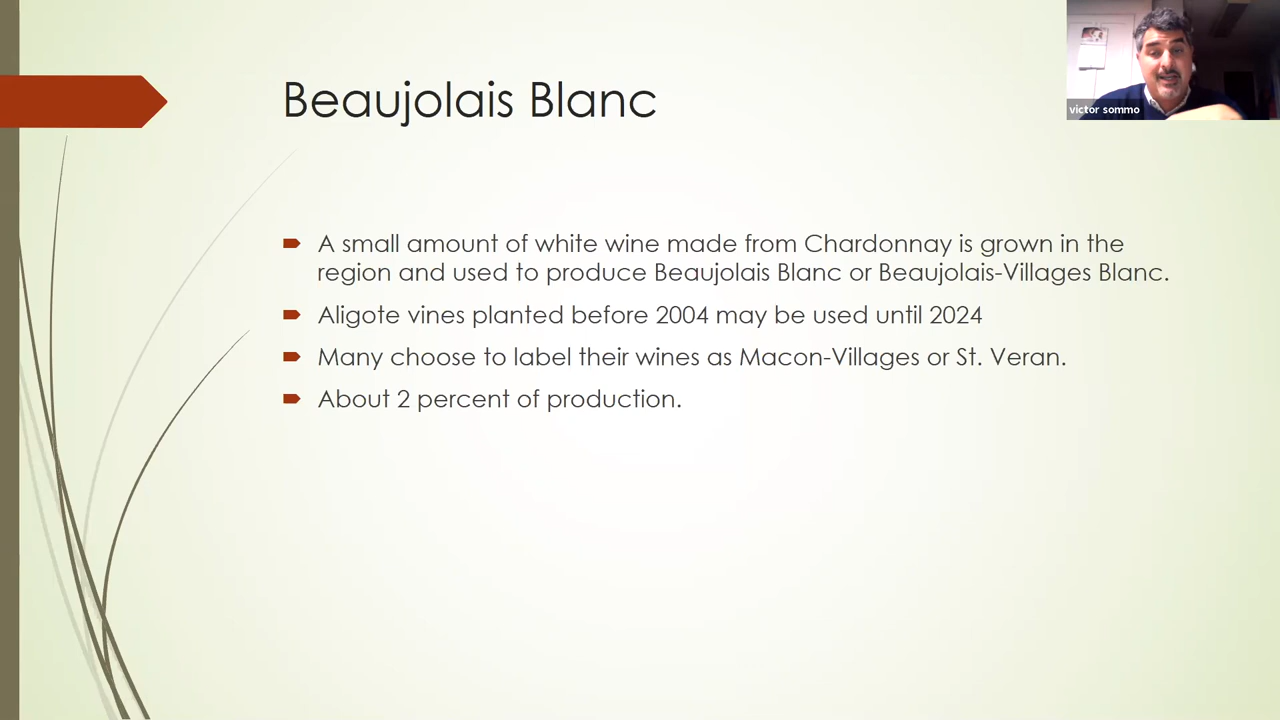 Beaujolais Blanc
A small amount of white wine made from Chardonnay is grown in the
region and used to produce Beaujolais Blanc or Beaujolais-Villages Blanc.
Aligote vines planted before 2004 may be used until 2024
Many choose to label their wines as Macon-Villages or St. Veran.
About 2 percent of production.
victor sommo